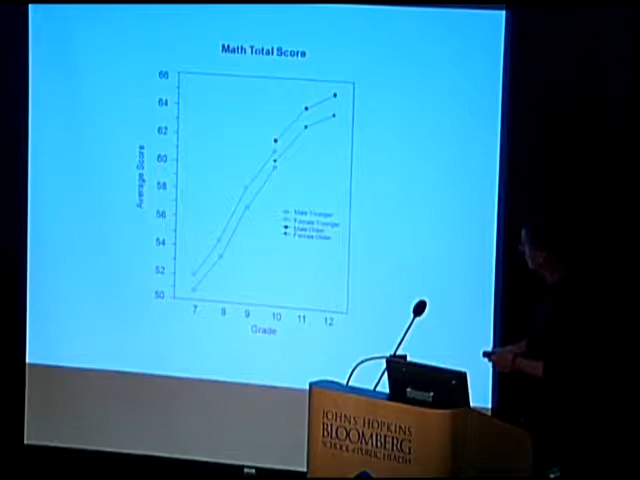 Math Total Score
66
64
62
60
58
56
54
52
50
Average Score
Male Younger
Female Younger
Male Older
Female Older
7 8 9 10 11 12
Grade
JOHNS HOPKINS
BLOOMBERG
SCHOOL of PUBLIC HEALTH